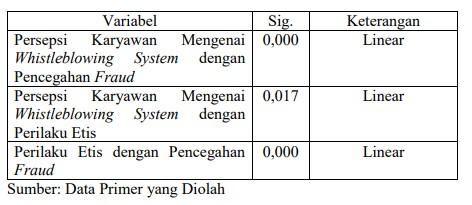 Variabel Sig. Keterangan
Persepsi Karyawan Mengenai 0,000 Linear
Whistleblowing System dengan
Pencegahan Fraud
Persepsi Karyawan Mengenai 0,017 Linear
Whistleblowing System dengan
Perilaku Etis
Perilaku Etis dengan Pencegahan 0,000 Linear
Fraud
Sumber: Data Primer yang Diolah